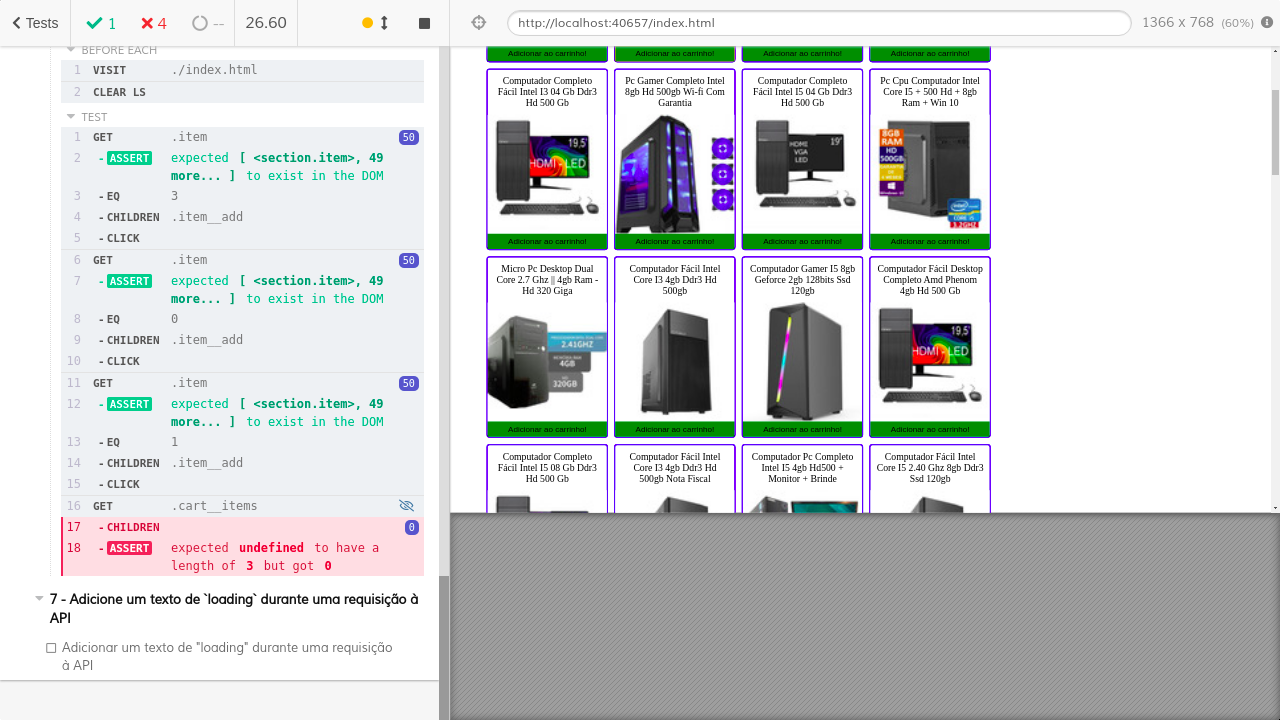 Tests
1
4
--
26.60
http://localhost:40657/index.html
1366 x 768 (60%)
BEFORE EACH
1 VISIT ./index.html
2 CLEAR LS
TEST
1 GET .item 50
2 -ASSERT expected [ <section.item>, 49
more... ] to exist in the DOM
3 -EQ 3
4 -CHILDREN .item__add
5 -CLICK
6 GET .item 50
7 -ASSERT expected [ <section.item>, 49
more... ] to exist in the DOM
8 -EQ 0
9 -CHILDREN .item__add
10 -CLICK
11 GET .item 50
12 -ASSERT expected [ <section.item>, 49
more... ] to exist in the DOM
13 -EQ 1
14 -CHILDREN .item__add
15 -CLICK
16 GET .cart__items
17 -CHILDREN 0
18 -ASSERT expected undefined to have a
length of 3 but got 0
7 - Adicione um texto de `loading` durante uma requisição à
API
Adicionar um texto de "loading" durante uma requisição
à API
Adicionar ao carrinho! Adicionar ao carrinho! Adicionar ao carrinho! Adicionar ao carrinho!
Computador Completo
Fácil Intel I3 04 Gb Ddr3
Hd 500 Gb
19,5'
HDMI - LED
Adicionar ao carrinho!
Pc Gamer Completo Intel
8gb Hd 500gb Wi-fi Com
Garantia
Adicionar ao carrinho!
Computador Completo
Fácil Intel I5 04 Gb Ddr3
Hd 500 Gb
19"
HDMI
VGA
LED
Adicionar ao carrinho!
Pc Cpu Computador Intel
Core I5 + 500 Hd + 8gb
Ram + Win 10
8GB
RAM
HD
500GB
3.2GHZ
Adicionar ao carrinho!
Micro Pc Desktop Dual
Core 2.7 Ghz || 4gb Ram -
Hd 320 Giga
2.41GHZ
4GB
HD
320GB
Adicionar ao carrinho!
Computador Fácil Intel
Core I3 4gb Ddr3 Hd
500gb
Adicionar ao carrinho!
Computador Gamer I5 8gb
Geforce 2gb 128bits Ssd
120gb
Adicionar ao carrinho!
Computador Fácil Desktop
Completo Amd Phenom
4gb Hd 500 Gb
19,5'
HDMI - LED
Adicionar ao carrinho!
Computador Completo
Fácil Intel I5 08 Gb Ddr3
Hd 500 Gb
Computador Fácil Intel
Core I3 4gb Ddr3 Hd
500gb Nota Fiscal
Computador Pc Completo
Intel I5 4gb Hd500 +
Monitor + Brinde
Computador Fácil Intel
Core I5 2.40 Ghz 8gb Ddr3
Ssd 120gb